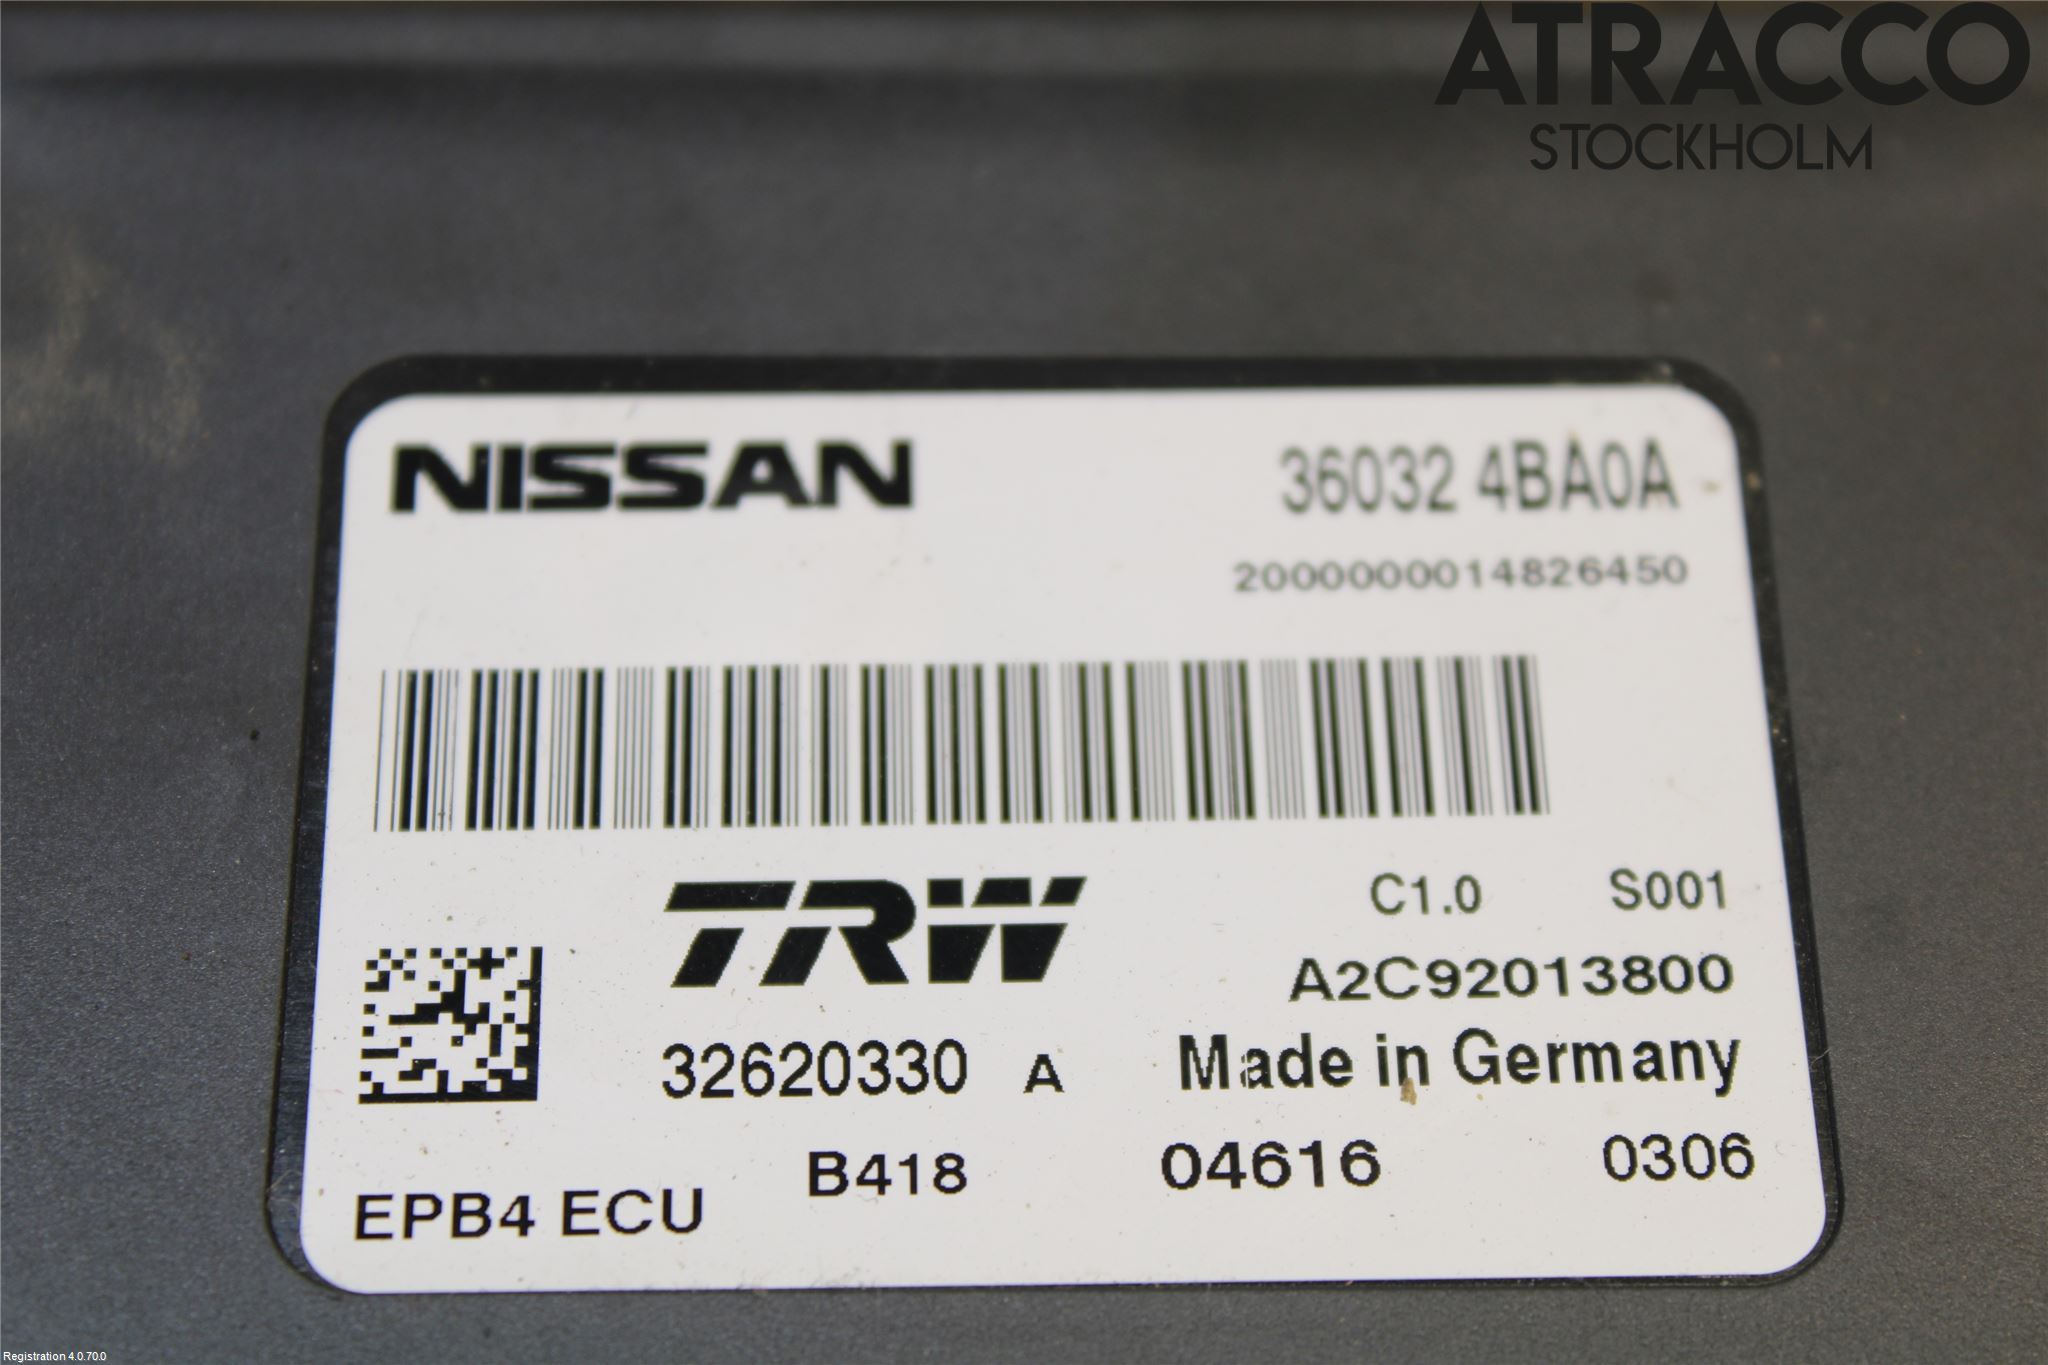 ATRACCO
STOCKHOLM
NISSAN 36032 4BA0A
2000000014826450
TRW C1.0 S001
A2C92013800
32620330 A Made in Germany
B418 04616 0306
EPB4 ECU
Registration 4.0.70.0